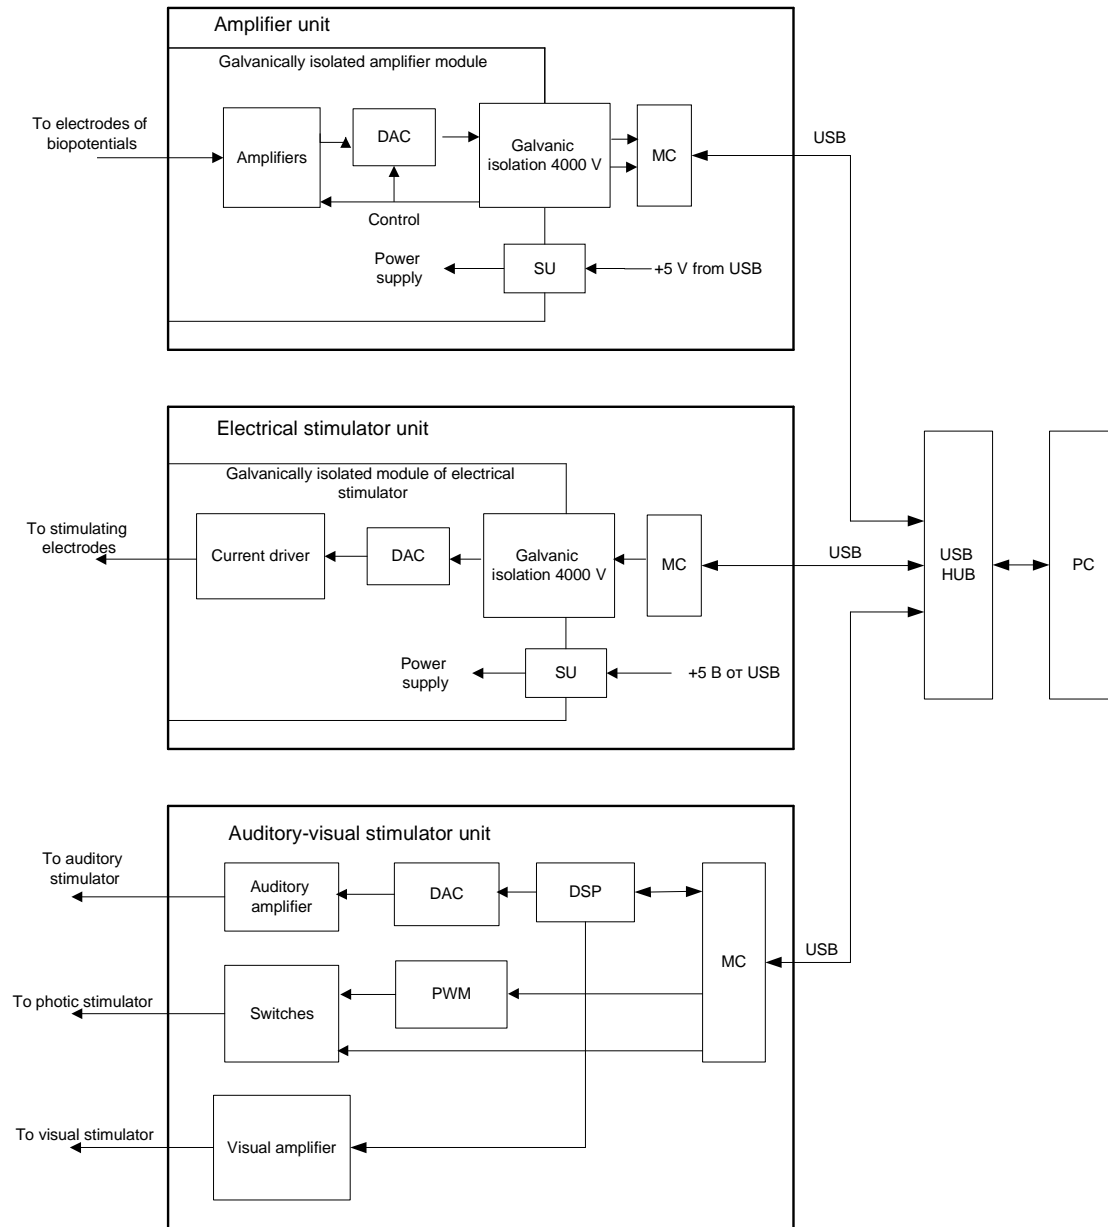 Amplifier unit
Galvanically isolated amplifier module
To electrodes of
biopotentials
Amplifiers
DAC
Galvanic
isolation 4000 V
MC
USB
Control
Power
supply
SU
+5 V from USB
Electrical stimulator unit
Galvanically isolated module of electrical
stimulator
To stimulating
electrodes
Current driver
DAC
Galvanic
isolation 4000 V
MC
USB
USB
HUB
PC
Power
supply
SU
+5 В от USB
Auditory-visual stimulator unit
To auditory
stimulator
Auditory
amplifier
DAC
DSP
MC
USB
To photic stimulator
Switches
PWM
To visual stimulator
Visual amplifier